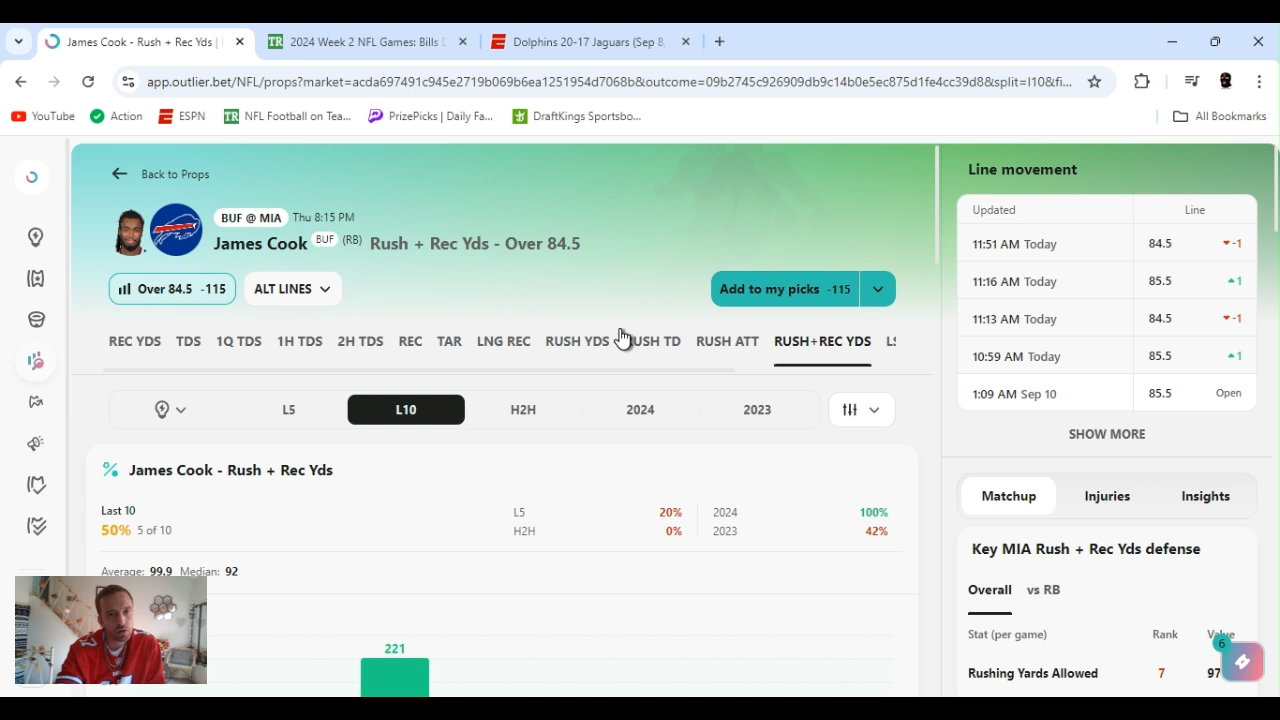 James Cook - Rush + Rec Yds |
2024 Week 2 NFL Games: Bills
Dolphins 20-17 Jaguars (Sep 8,
app.outlier.bet/NFL/props?market=acda697491c945e2719b069b6ea1251954d7068b&outcome=09b2745c926909db9c14b0e5ec875d1fe4cc39d8&split=l10&fi...
YouTube
Action
ESPN
NFL Football on Tea...
PrizePicks | Daily Fa...
DraftKings Sportsbo...
All Bookmarks
Back to Props
BUF @ MIA Thu 8:15 PM
James Cook BUF (RB) Rush + Rec Yds - Over 84.5
Over 84.5 -115
ALT LINES
Add to my picks -115
REC YDS TDS 1Q TDS 1H TDS 2H TDS REC TAR LNG REC RUSH YDS RUSH TD RUSH ATT RUSH+REC YDS
L5 L10 H2H 2024 2023
James Cook - Rush + Rec Yds
Last 10
50% 5 of 10
L5 20% 2024 100%
H2H 0% 2023 42%
Average: 99.9 Median: 92
221
Line movement
Updated Line
11:51 AM Today 84.5 -1
11:16 AM Today 85.5 1
11:13 AM Today 84.5 -1
10:59 AM Today 85.5 1
1:09 AM Sep 10 85.5 Open
SHOW MORE
Matchup Injuries Insights
Key MIA Rush + Rec Yds defense
Overall vs RB
Stat (per game) Rank Value
6
Rushing Yards Allowed 7 97